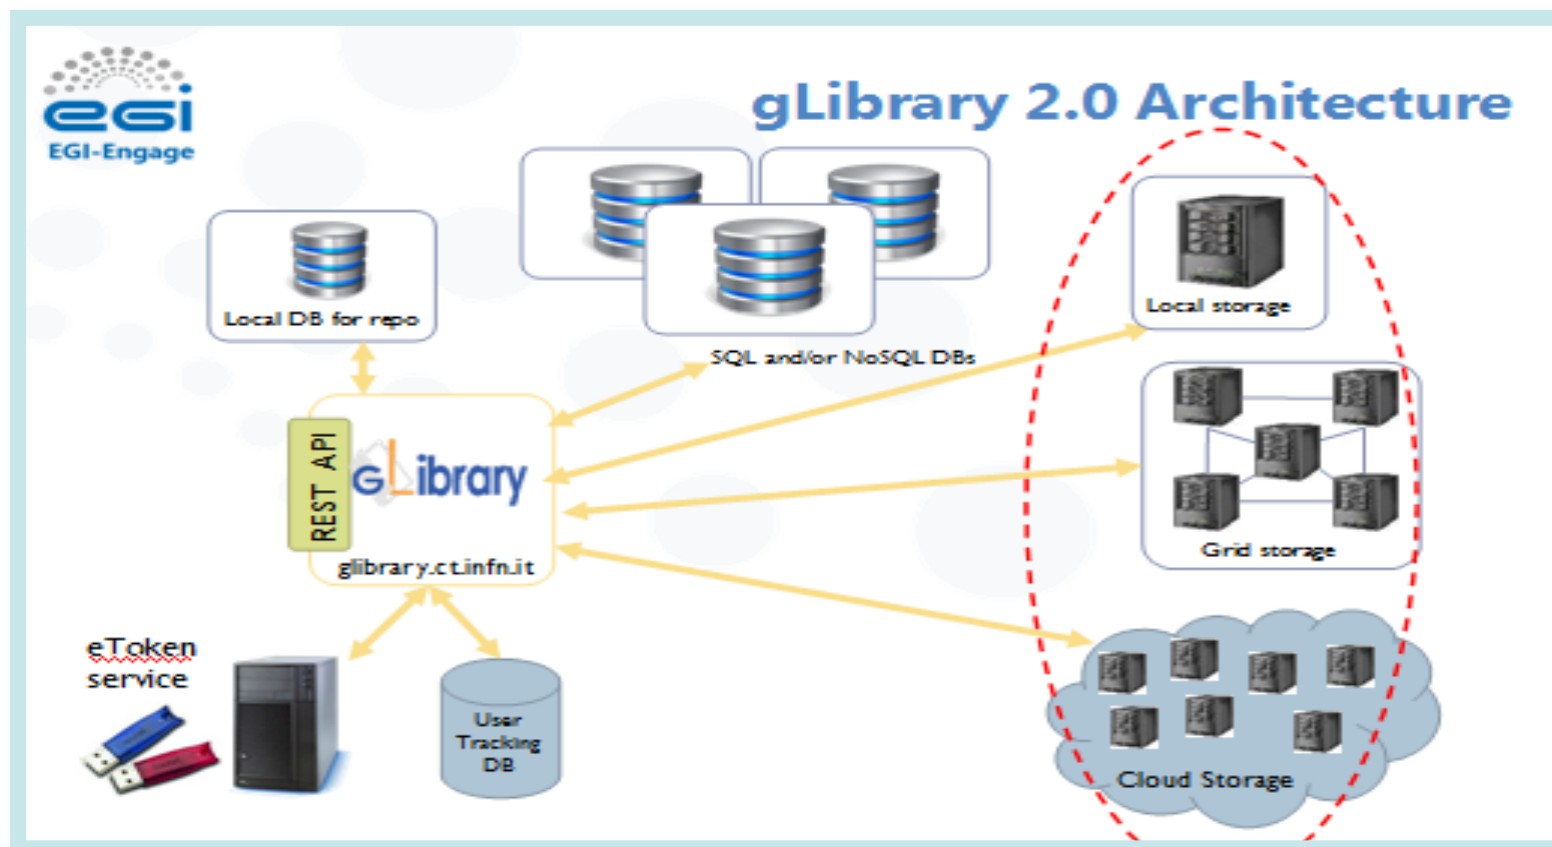 egi
EGI-Engage
gLibrary 2.0 Architecture
Local DB for repo
SQL and/or NoSQL DBs
Local storage
REST API
gLibrary
glibrary.ct.infn.it
Grid storage
eToken
service
User
Tracking
DB
Cloud Storage